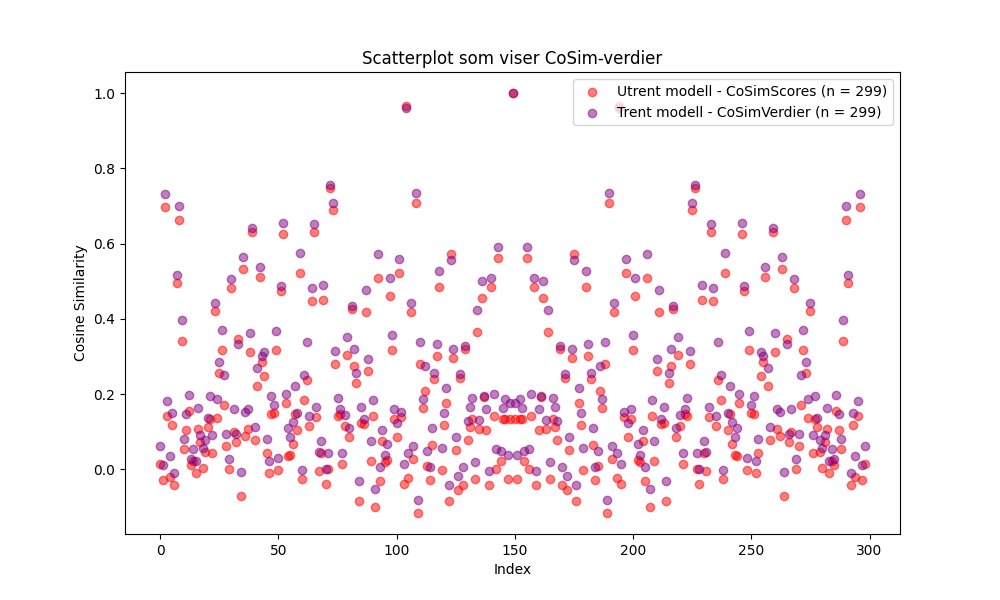 Scatterplot som viser CoSim-verdier
Utrent modell - CoSimScores (n = 299)
Trent modell - CoSimVerdier (n = 299)
Cosine Similarity
1.0
0.8
0.6
0.4
0.2
0.0
0 50 100 150 200 250 300
Index